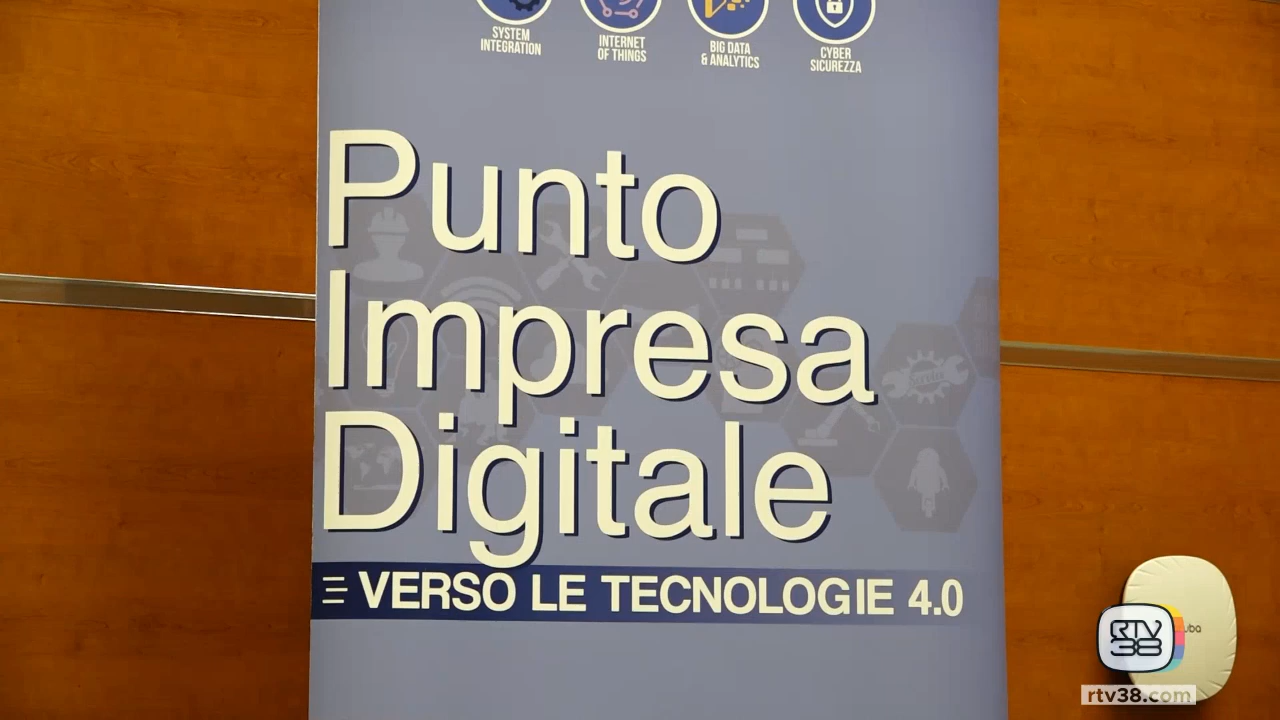 SYSTEM
INTEGRATION
INTERNET
OF THINGS
BIG DATA
& ANALYTICS
CYBER
SICUREZZA
Punto
Impresa
Digitale
VERSO LE TECNOLOGIE 4.0
RTV
38
rtv38.com